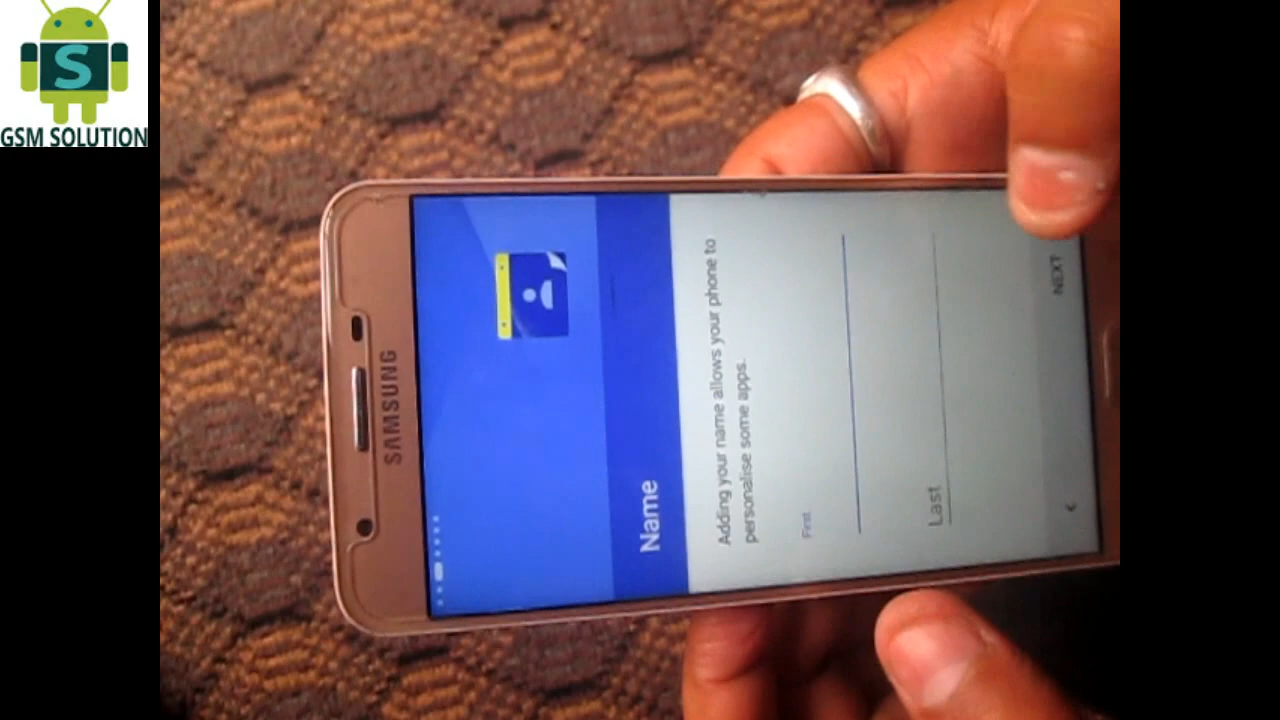 S
GSM SOLUTION
SAMSUNG
Name
Adding your name allows your phone to
personalise some apps.
First
Last
< NEXT